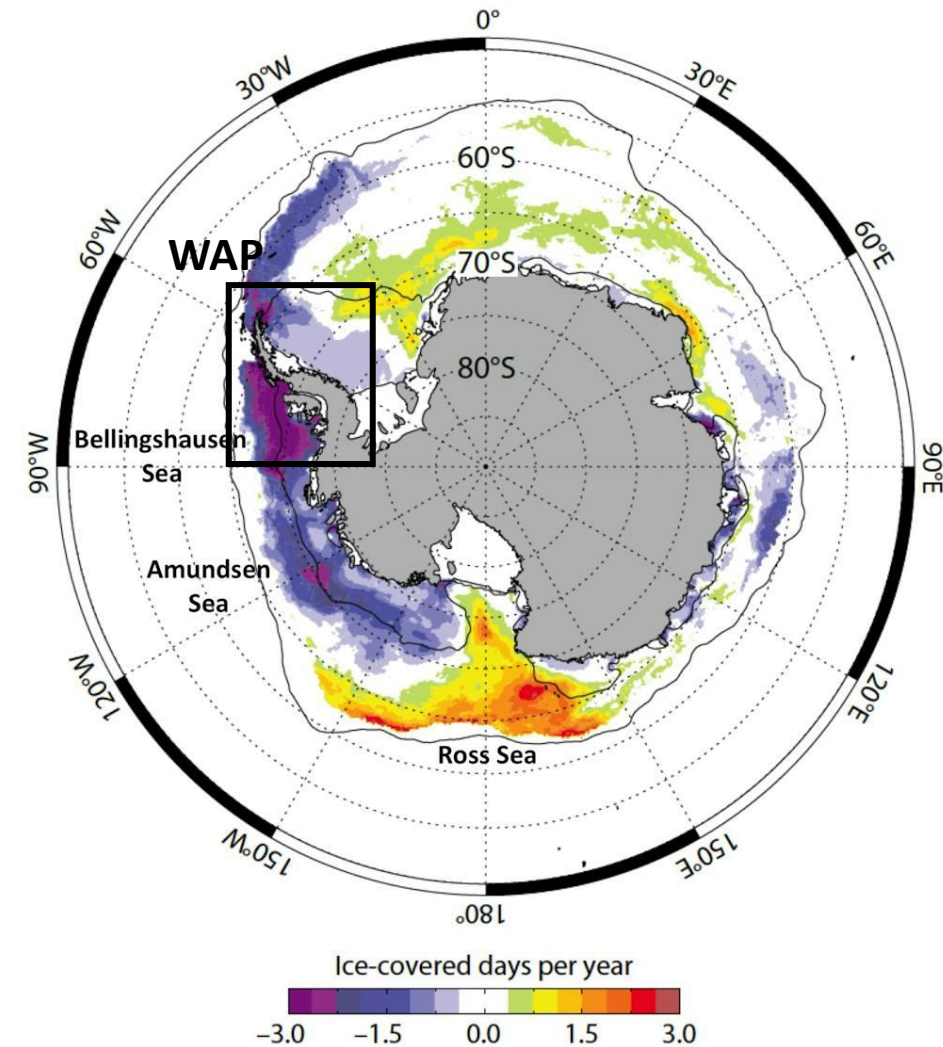 0°
30°W
30°E
60°S
60°W
WAP
60°E
70°S
80°S
Bellingshausen
Sea
90°W
90°E
Amundsen
Sea
120°W
120°E
Ross Sea
150°W
150°E
180°
Ice-covered days per year
−3.0 −1.5 0.0 1.5 3.0